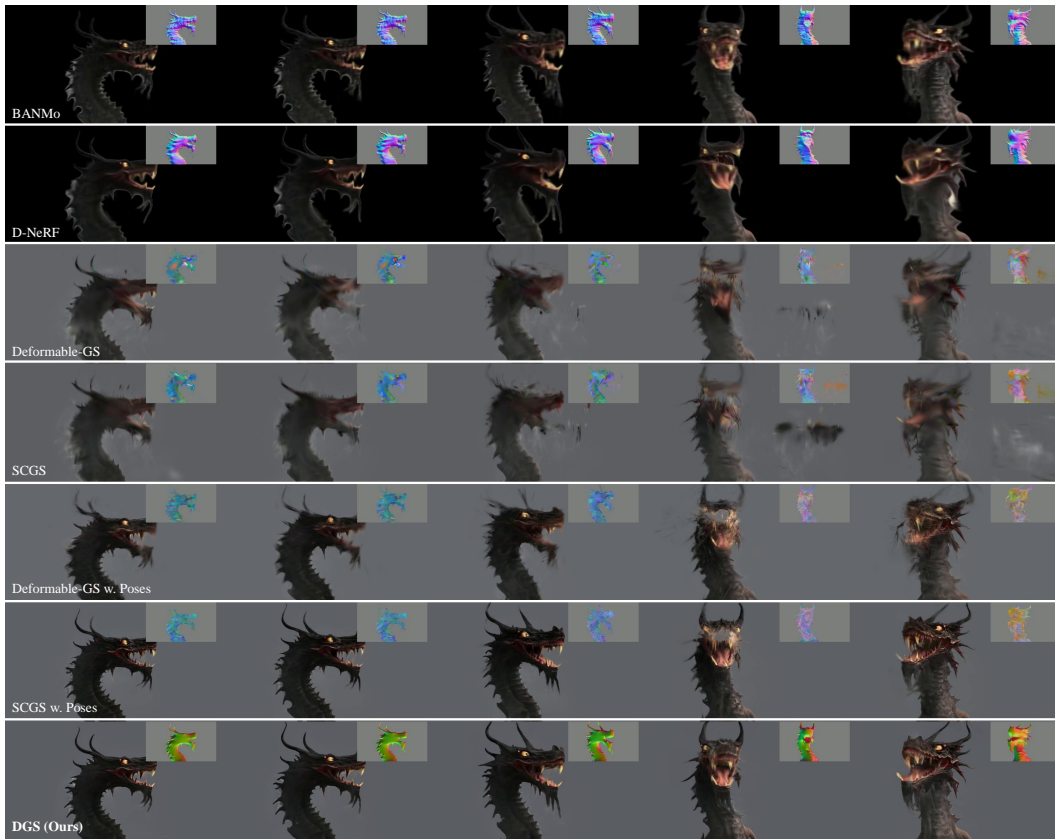 BANMo
D-NeRF
Deformable-GS
SCGS
Deformable-GS w. Poses
SCGS w. Poses
DGS (Ours)